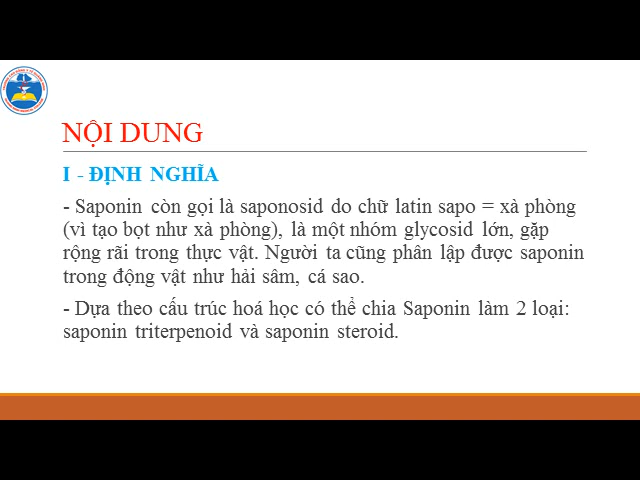 NỘI DUNG
I - ĐỊNH NGHĨA
- Saponin còn gọi là saponosid do chữ latin sapo = xà phòng
(vì tạo bọt như xà phòng), là một nhóm glycosid lớn, gặp
rộng rãi trong thực vật. Người ta cũng phân lập được saponin
trong động vật như hải sâm, cá sao.
- Dựa theo cấu trúc hoá học có thể chia Saponin làm 2 loại:
saponin triterpenoid và saponin steroid.